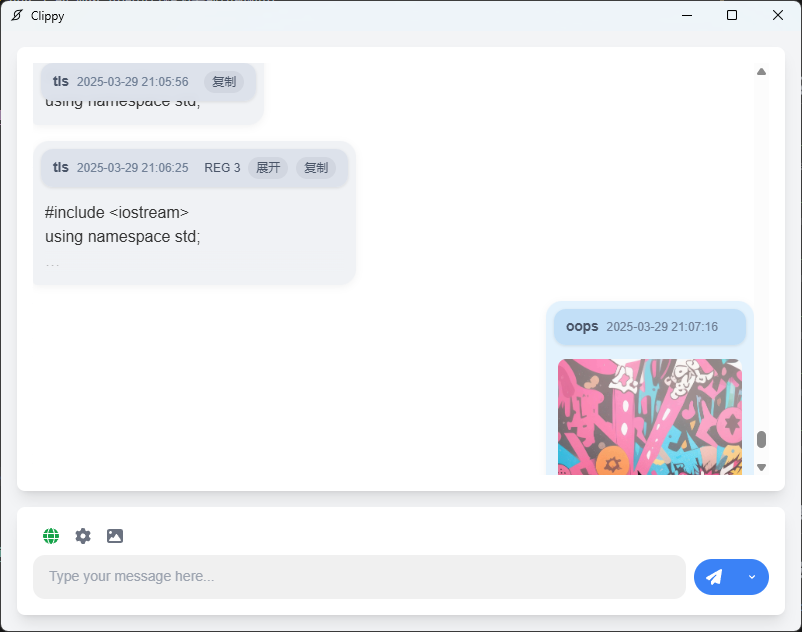 Clippy
tls 2025-03-29 21:05:56 复制
using namespace std;
tls 2025-03-29 21:06:25 REG 3 展开 复制
#include <iostream>
using namespace std;
...
oops 2025-03-29 21:07:16
Type your message here...